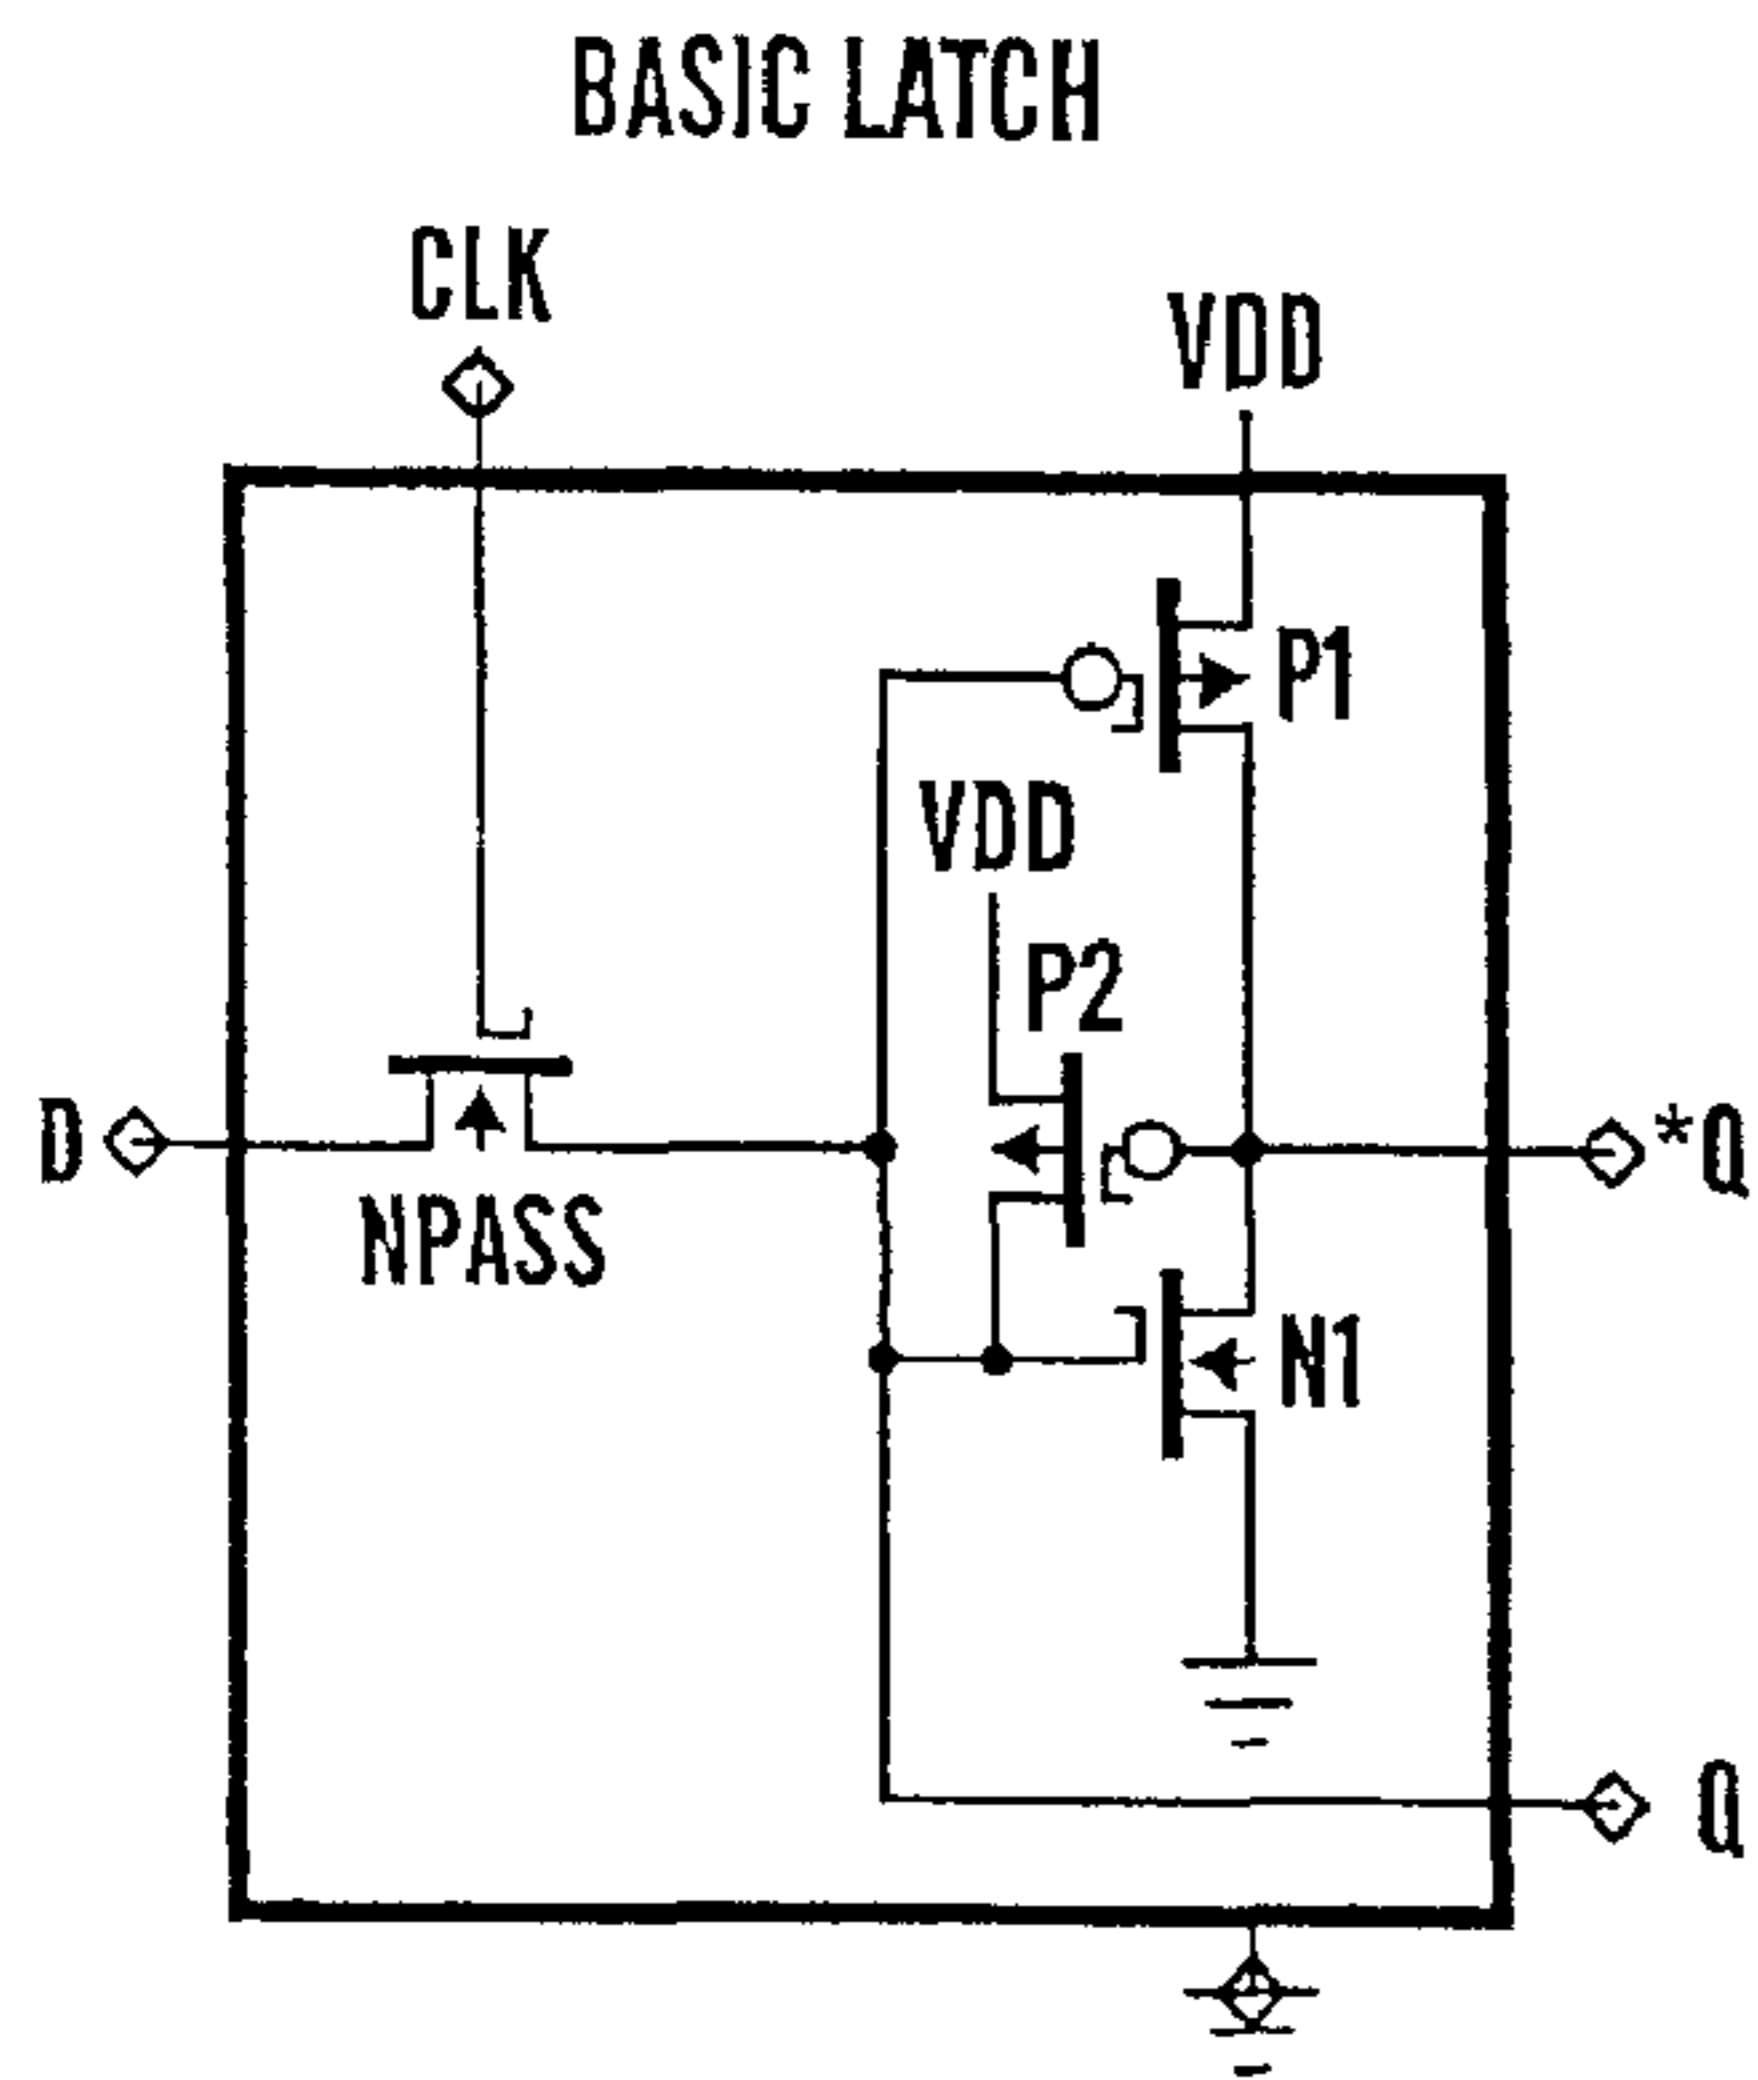 BASIC LATCH
CLK
VDD
P1
VDD
P2
D
*Q
NPASS
N1
Q